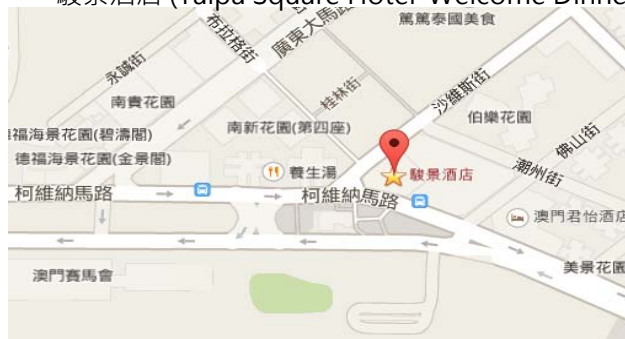 駿景酒店 (Taipa Square Hotel-Welcome Dinne
篤篤泰國美食
布拉格街
廣東大馬路
永誠街
沙維斯街
桂林街
南貴花園
伯樂花園
佛山街
南新花園(第四座)
福海景花園(碧濤閣)
德福海景花園(金景閣)
養生湯
駿景酒店
潮州街
柯維納馬路
柯維納馬路
澳門君怡酒店
澳門賽馬會
美景花園